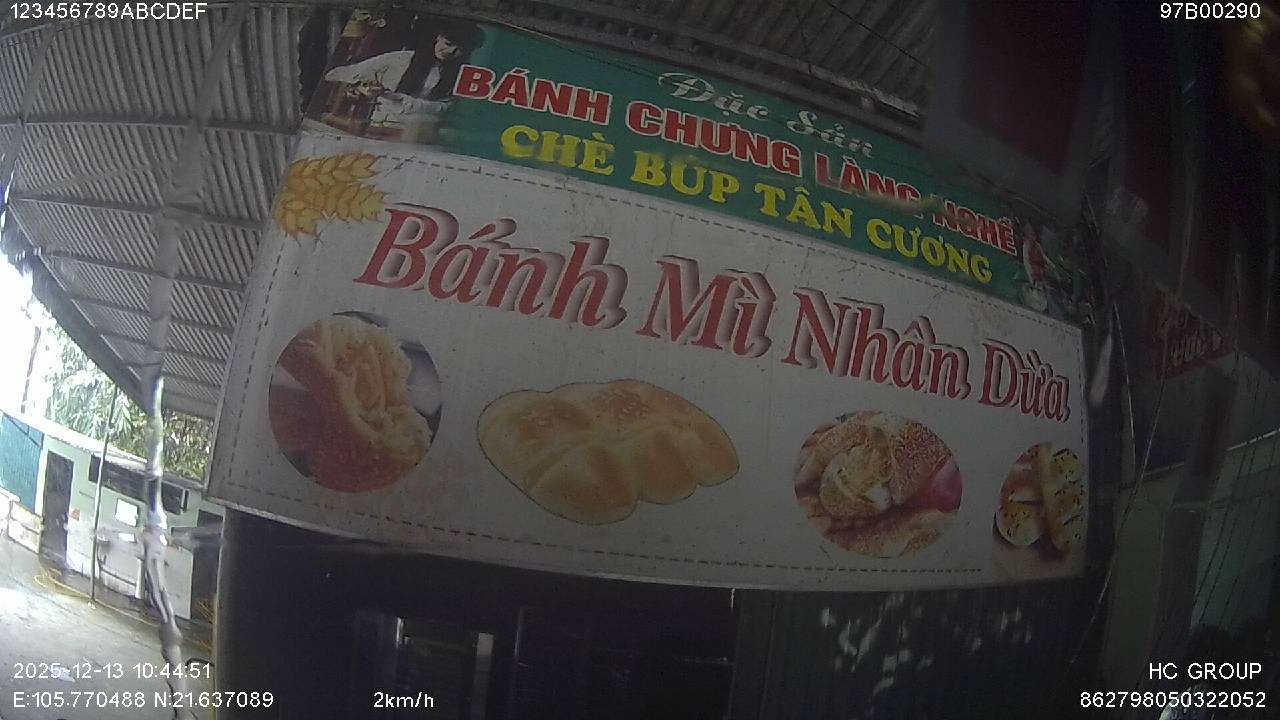 123456789ABCDEF
97B00290
Đặc Sản
BÁNH CHƯNG LÀNG NGHỀ
CHÈ BÚP TÂN CƯƠNG
Bánh Mì Nhân Dừa
2025-12-13 10:44:51
HC GROUP
E:105.770488 N:21.637089
2km/h
862798050322052